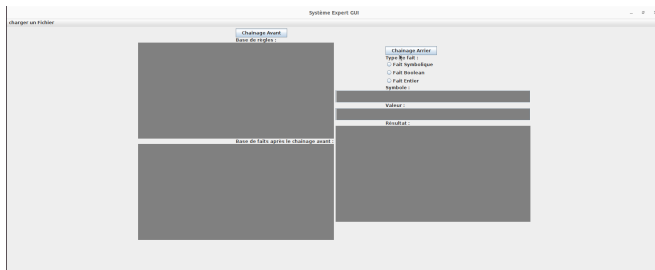 Système Expert GUI
charger un Fichier
Chainage Avant
Base de règles :
Base de faits après le chainage avant :
Chainage Arrier
Type de fait :
Fait Symbolique
Fait Boolean
Fait Entier
Symbole :
Valeur :
Résultat :